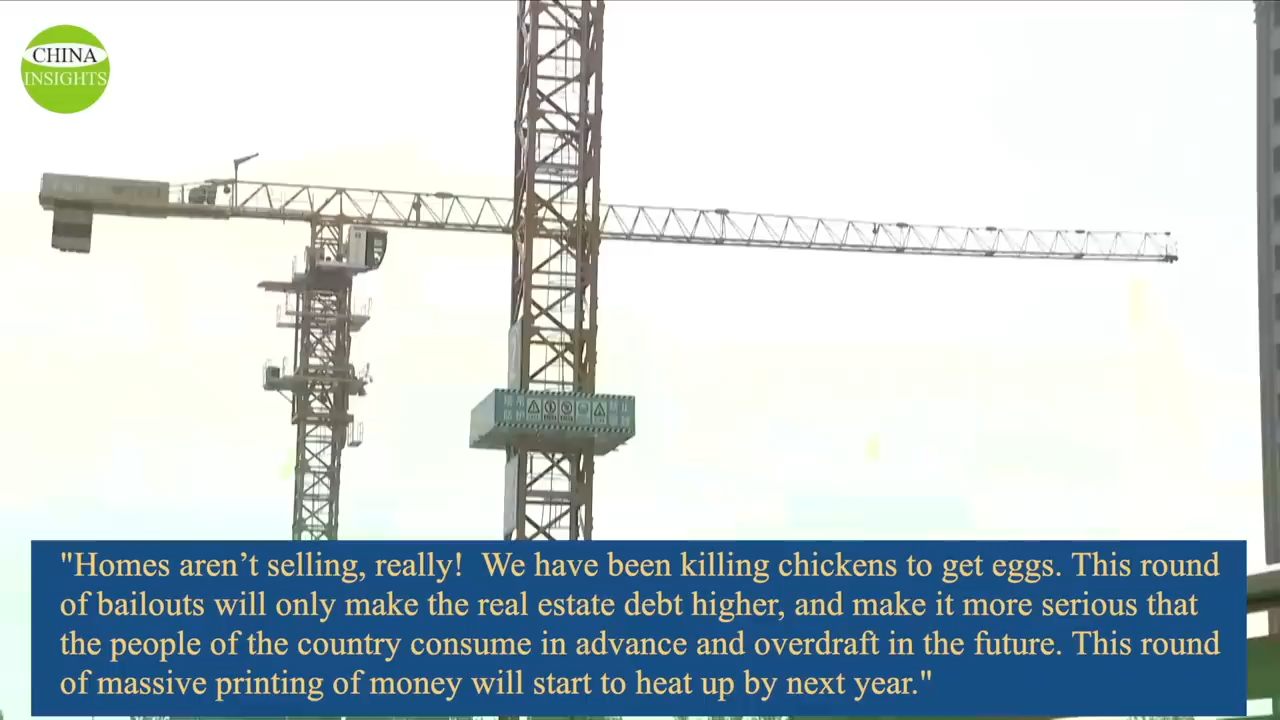 CHINA
INSIGHTS
"Homes aren’t selling, really!  We have been killing chickens to get eggs. This round
of bailouts will only make the real estate debt higher, and make it more serious that
the people of the country consume in advance and overdraft in the future. This round
of massive printing of money will start to heat up by next year."